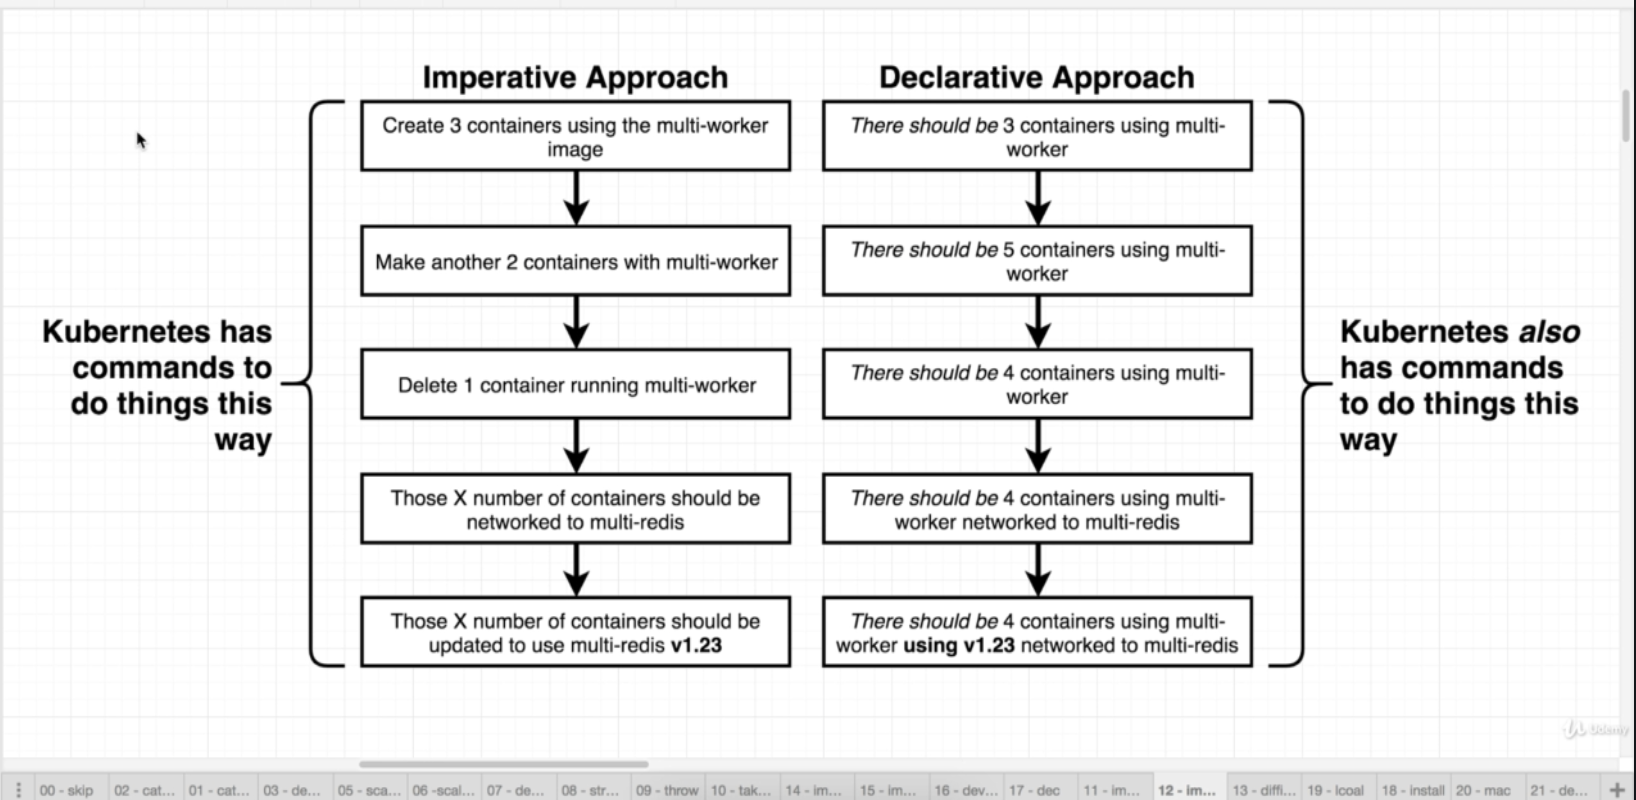 Imperative Approach
Declarative Approach
Create 3 containers using the multi-worker
image
There should be 3 containers using multi-
worker
Make another 2 containers with multi-worker
There should be 5 containers using multi-
worker
Kubernetes has
commands to
do things this
way
Delete 1 container running multi-worker
There should be 4 containers using multi-
worker
Kubernetes also
has commands
to do things this
way
Those X number of containers should be
networked to multi-redis
There should be 4 containers using multi-
worker networked to multi-redis
Those X number of containers should be
updated to use multi-redis v1.23
There should be 4 containers using multi-
worker using v1.23 networked to multi-redis
Udemy
00 - skip
02 - cat...
01 - cat...
03 - de...
05 - sca...
06 -scal...
07 - de...
08 - str...
09 - throw
10 - tak...
14 - im...
15 - im...
16 - dev...
17 - dec
11 - im...
12 - im...
13 - diffi...
19 - lcoal
18 - install
20 - mac
21 - de...